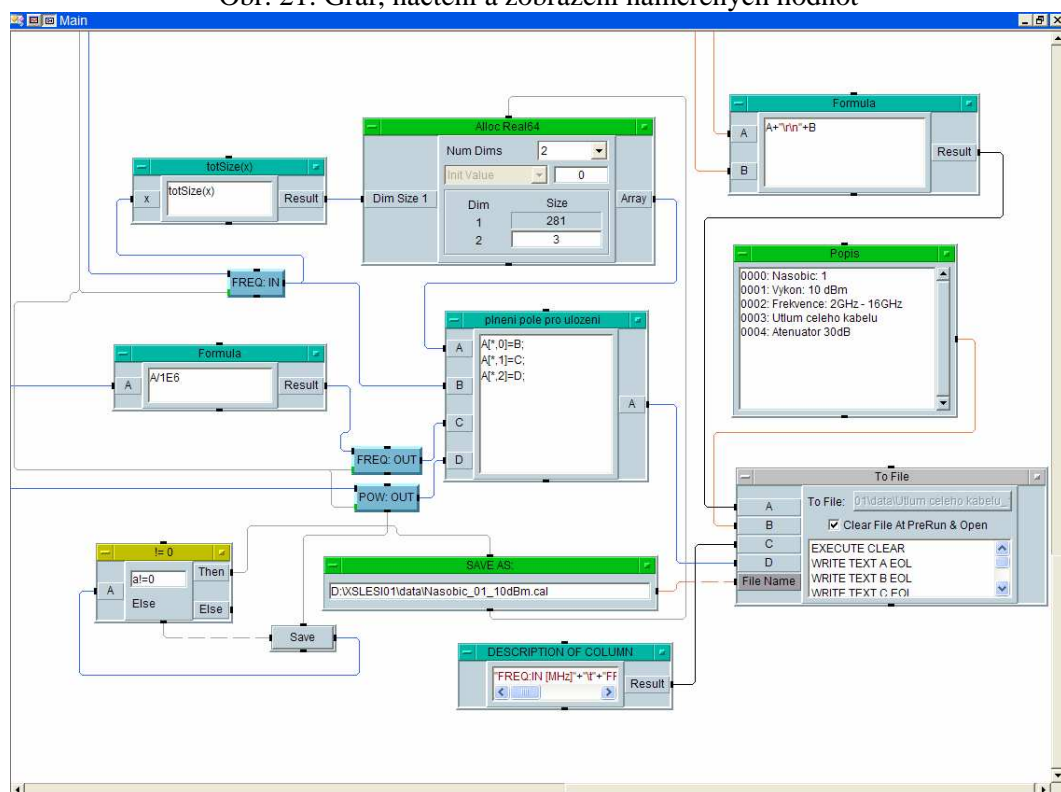 Obr. 21: Graf, načtení a zobrazení naměřených hodnot
Main
Formula
A
A+"\r\n"+B
B
Result
Alloc Real64
Num Dims 2
Init Value 0
Dim Size 1
Dim Size
1 281
2 3
Array
totSize(x)
x
totSize(x)
Result
FREQ: IN
Popis
0000: Nasobic: 1
0001: Vykon: 10 dBm
0002: Frekvence: 2GHz - 16GHz
0003: Utlum celeho kabelu
0004: Atenuator 30dB
plneni pole pro ulozeni
A
B
C
D
A[*,0]=B;
A[*,1]=C;
A[*,2]=D;
A
Formula
A
A/1E6
Result
FREQ: OUT
POW: OUT
To File
A
B
C
D
File Name
To File: 01\data\Utlum celeho kabelu_
Clear File At PreRun & Open
EXECUTE CLEAR
WRITE TEXT A EOL
WRITE TEXT B EOL
WRITE TEXT C EOL
!= 0
A
a!=0
Then
Else
Else
Save
SAVE AS:
D:\XSLESI01\data\Nasobic_01_10dBm.cal
DESCRIPTION OF COLUMN
"FREQ:IN [MHz]"+"\t"+"FF
Result